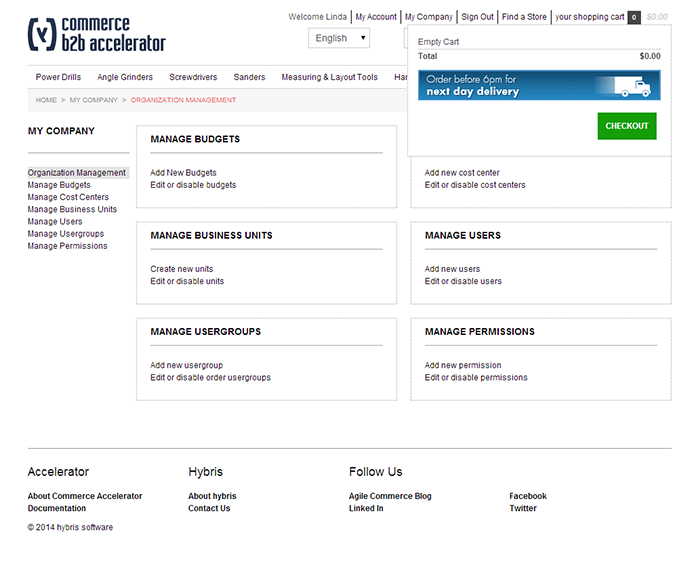 commerce
b2b accelerator
Welcome Linda My Account My Company Sign Out Find a Store your shopping cart 0 $0.00
English
Empty Cart
Total $0.00
Order before 6pm for
next day delivery
CHECKOUT
Power Drills Angle Grinders Screwdrivers Sanders Measuring & Layout Tools
HOME > MY COMPANY > ORGANIZATION MANAGEMENT
MY COMPANY
Organization Management
Manage Budgets
Manage Cost Centers
Manage Business Units
Manage Users
Manage Usergroups
Manage Permissions
MANAGE BUDGETS
Add New Budgets
Edit or disable budgets
Add new cost center
Edit or disable cost centers
MANAGE BUSINESS UNITS
Create new units
Edit or disable units
MANAGE USERS
Add new users
Edit or disable users
MANAGE USERGROUPS
Add new usergroup
Edit or disable order usergroups
MANAGE PERMISSIONS
Add new permission
Edit or disable permissions
Accelerator
About Commerce Accelerator
Documentation
Hybris
About hybris
Contact Us
Follow Us
Agile Commerce Blog
Linked In
Facebook
Twitter
© 2014 hybris software